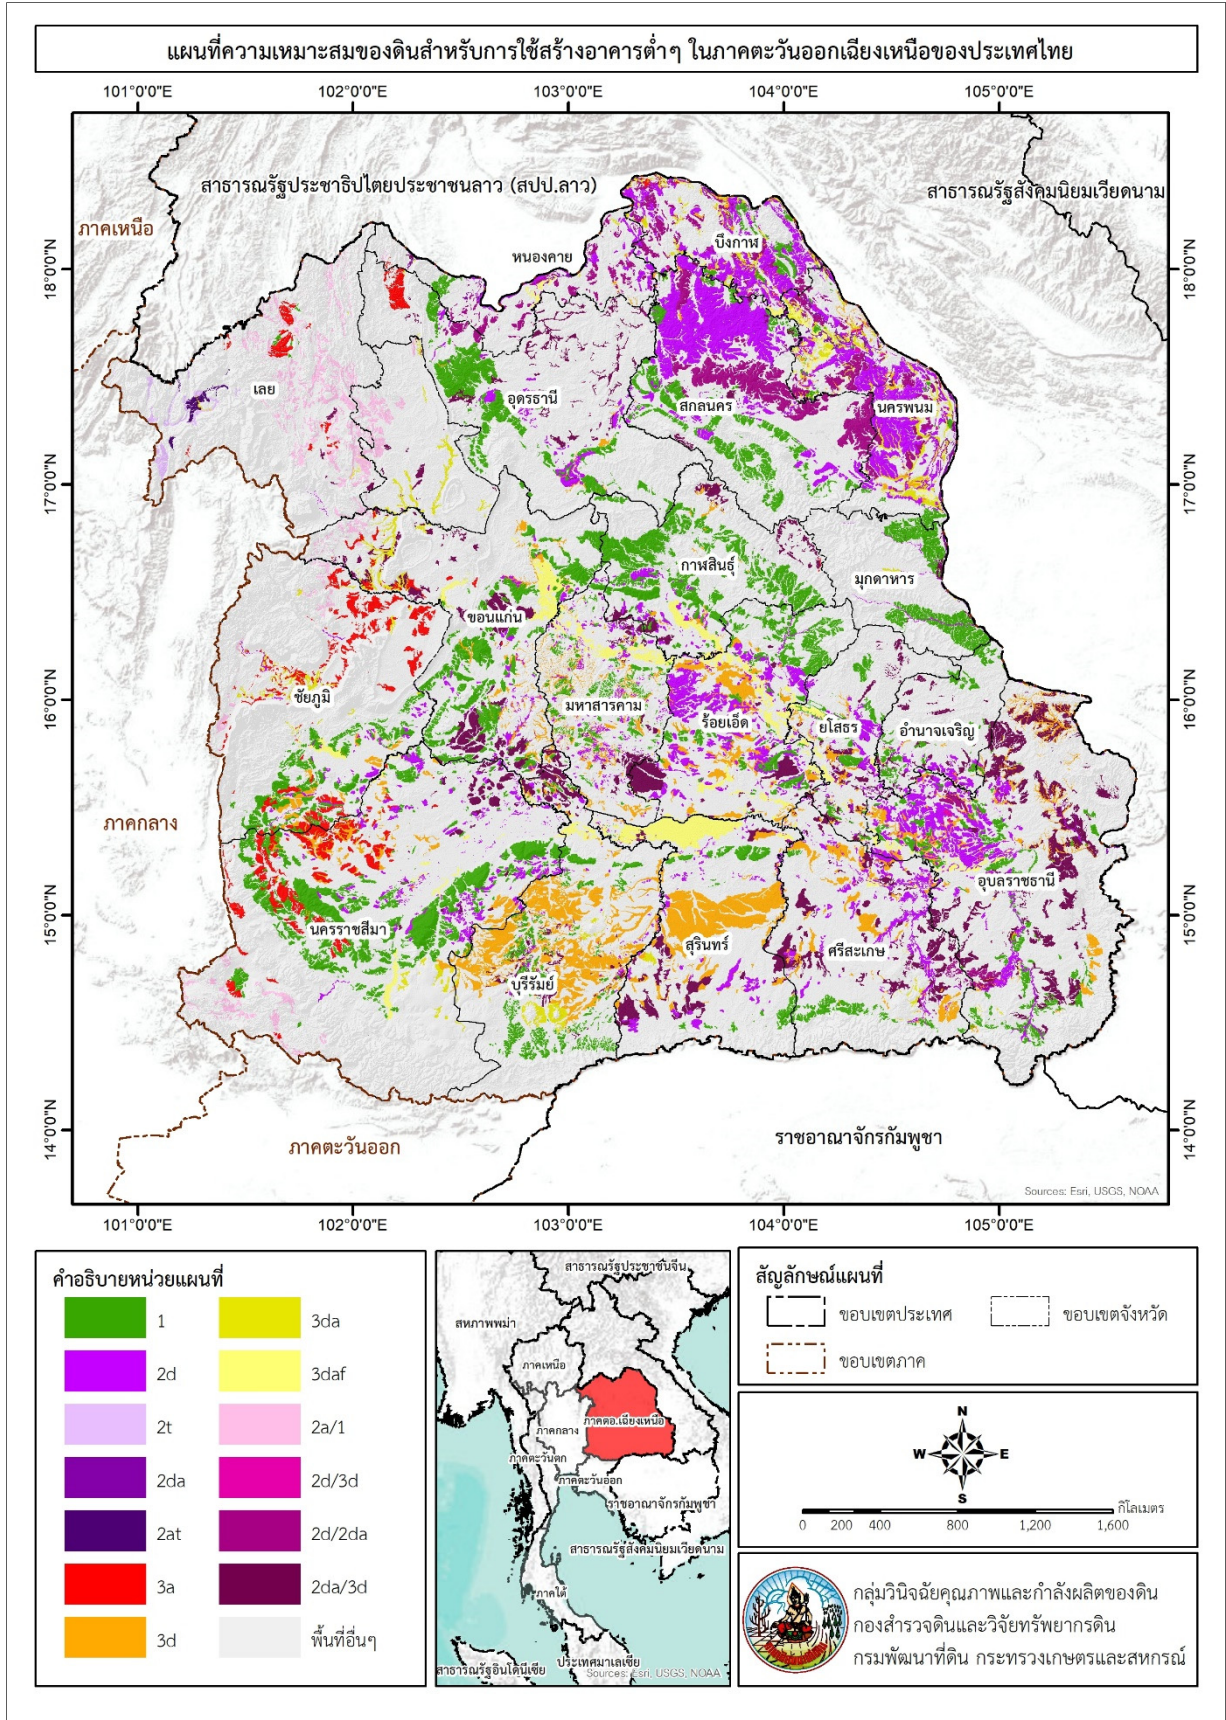 แผนที่ความเหมาะสมของดินสำหรับการใช้สร้างอาคารต่ำๆ ในภาคตะวันออกเฉียงเหนือของประเทศไทย
101°0'0"E 102°0'0"E 103°0'0"E 104°0'0"E 105°0'0"E
สาธารณรัฐประชาธิปไตยประชาชนลาว (สปป.ลาว)
สาธารณรัฐสังคมนิยมเวียดนาม
ภาคเหนือ
บึงกาฬ
หนองคาย
18°0'0"N
18°0'0"N
เลย
อุดรธานี
สกลนคร
นครพนม
17°0'0"N
17°0'0"N
กาฬสินธุ์
มุกดาหาร
ขอนแก่น
ชัยภูมิ
มหาสารคาม
ร้อยเอ็ด
ยโสธร
อำนาจเจริญ
16°0'0"N
16°0'0"N
ภาคกลาง
อุบลราชธานี
นครราชสีมา
สุรินทร์
ศรีสะเกษ
บุรีรัมย์
15°0'0"N
15°0'0"N
ภาคตะวันออก
ราชอาณาจักรกัมพูชา
14°0'0"N
14°0'0"N
Sources: Esri, USGS, NOAA
101°0'0"E 102°0'0"E 103°0'0"E 104°0'0"E 105°0'0"E
คำอธิบายหน่วยแผนที่
1
2d
2t
2da
2at
3a
3d
3da
3daf
2a/1
2d/3d
2d/2da
2da/3d
พื้นที่อื่นๆ
สาธารณรัฐประชาชนจีน
สหภาพพม่า
ภาคเหนือ
ภาคตอ.เฉียงเหนือ
ภาคกลาง
ภาคตะวันตก
ภาคตะวันออก
ราชอาณาจักรกัมพูชา
สาธารณรัฐสังคมนิยมเวียดนาม
ภาคใต้
ประเทศมาเลเซีย
สาธารณรัฐอินโดนีเซีย
Sources: Esri, USGS, NOAA
สัญลักษณ์แผนที่
ขอบเขตประเทศ
ขอบเขตจังหวัด
ขอบเขตภาค
N
W E
S
กิโลเมตร
0 200 400 800 1,200 1,600
กลุ่มวินิจฉัยคุณภาพและกำลังผลิตของดิน
กองสำรวจดินและวิจัยทรัพยากรดิน
กรมพัฒนาที่ดิน กระทรวงเกษตรและสหกรณ์